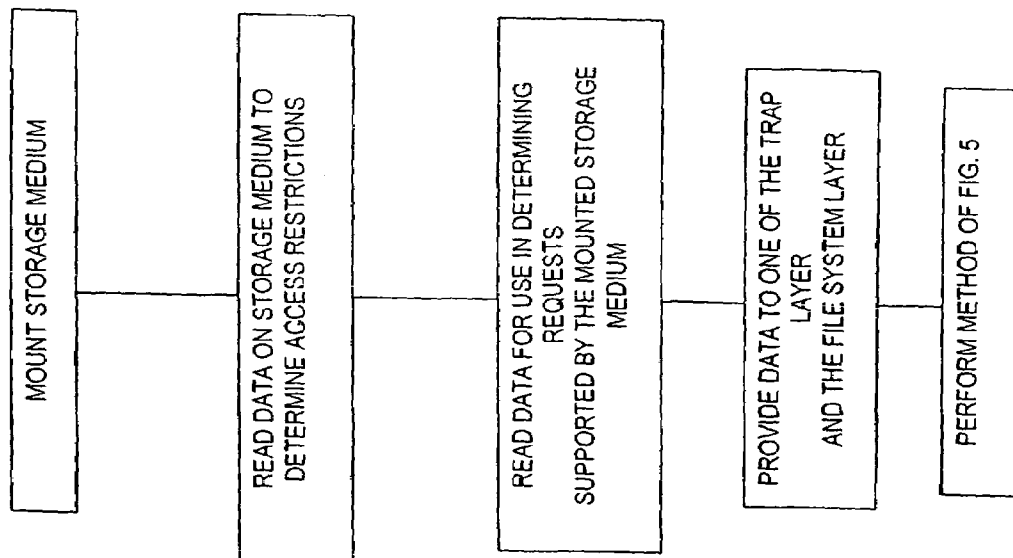 MOUNT STORAGE MEDIUM
READ DATA ON STORAGE MEDIUM TO
DETERMINE ACCESS RESTRICTIONS
READ DATA FOR USE IN DETERMINING
REQUESTS
SUPPORTED BY THE MOUNTED STORAGE
MEDIUM
PROVIDE DATA TO ONE OF THE TRAP
LAYER
AND THE FILE SYSTEM LAYER
PERFORM METHOD OF FIG. 5